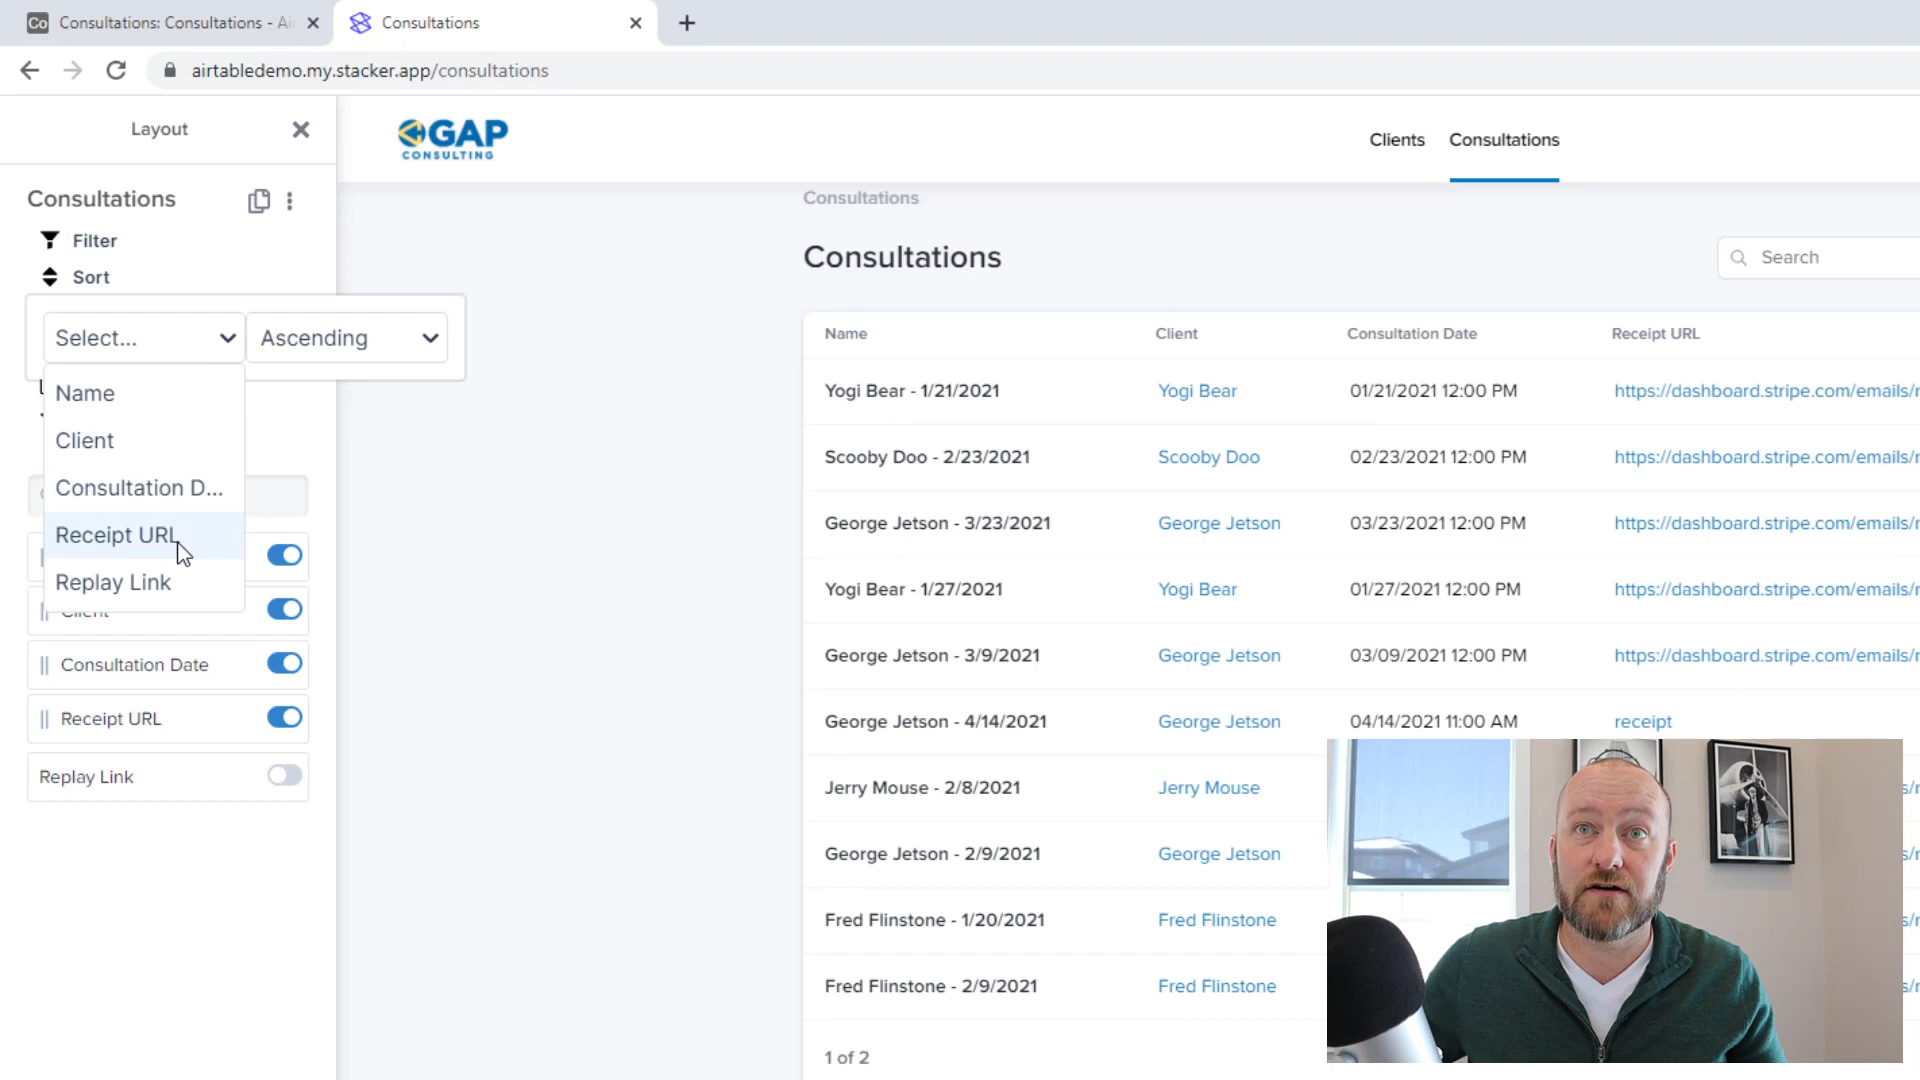 Co Consultations: Consultations - Ai
Consultations
airtabledemo.my.stacker.app/consultations
Layout
Consultations
Filter
Sort
Select...
Ascending
Name
Client
Consultation D...
Receipt URL
Replay Link
Client
Consultation Date
Receipt URL
Replay Link
GAP
CONSULTING
Clients Consultations
Consultations
Consultations
Search
Name Client Consultation Date Receipt URL
Yogi Bear - 1/21/2021 Yogi Bear 01/21/2021 12:00 PM https://dashboard.stripe.com/emails/r
Scooby Doo - 2/23/2021 Scooby Doo 02/23/2021 12:00 PM https://dashboard.stripe.com/emails/r
George Jetson - 3/23/2021 George Jetson 03/23/2021 12:00 PM https://dashboard.stripe.com/emails/r
Yogi Bear - 1/27/2021 Yogi Bear 01/27/2021 12:00 PM https://dashboard.stripe.com/emails/r
George Jetson - 3/9/2021 George Jetson 03/09/2021 12:00 PM https://dashboard.stripe.com/emails/r
George Jetson - 4/14/2021 George Jetson 04/14/2021 11:00 AM receipt
Jerry Mouse - 2/8/2021 Jerry Mouse s/r
George Jetson - 2/9/2021 George Jetson s/r
Fred Flinstone - 1/20/2021 Fred Flinstone s/r
Fred Flinstone - 2/9/2021 Fred Flinstone s/r
1 of 2